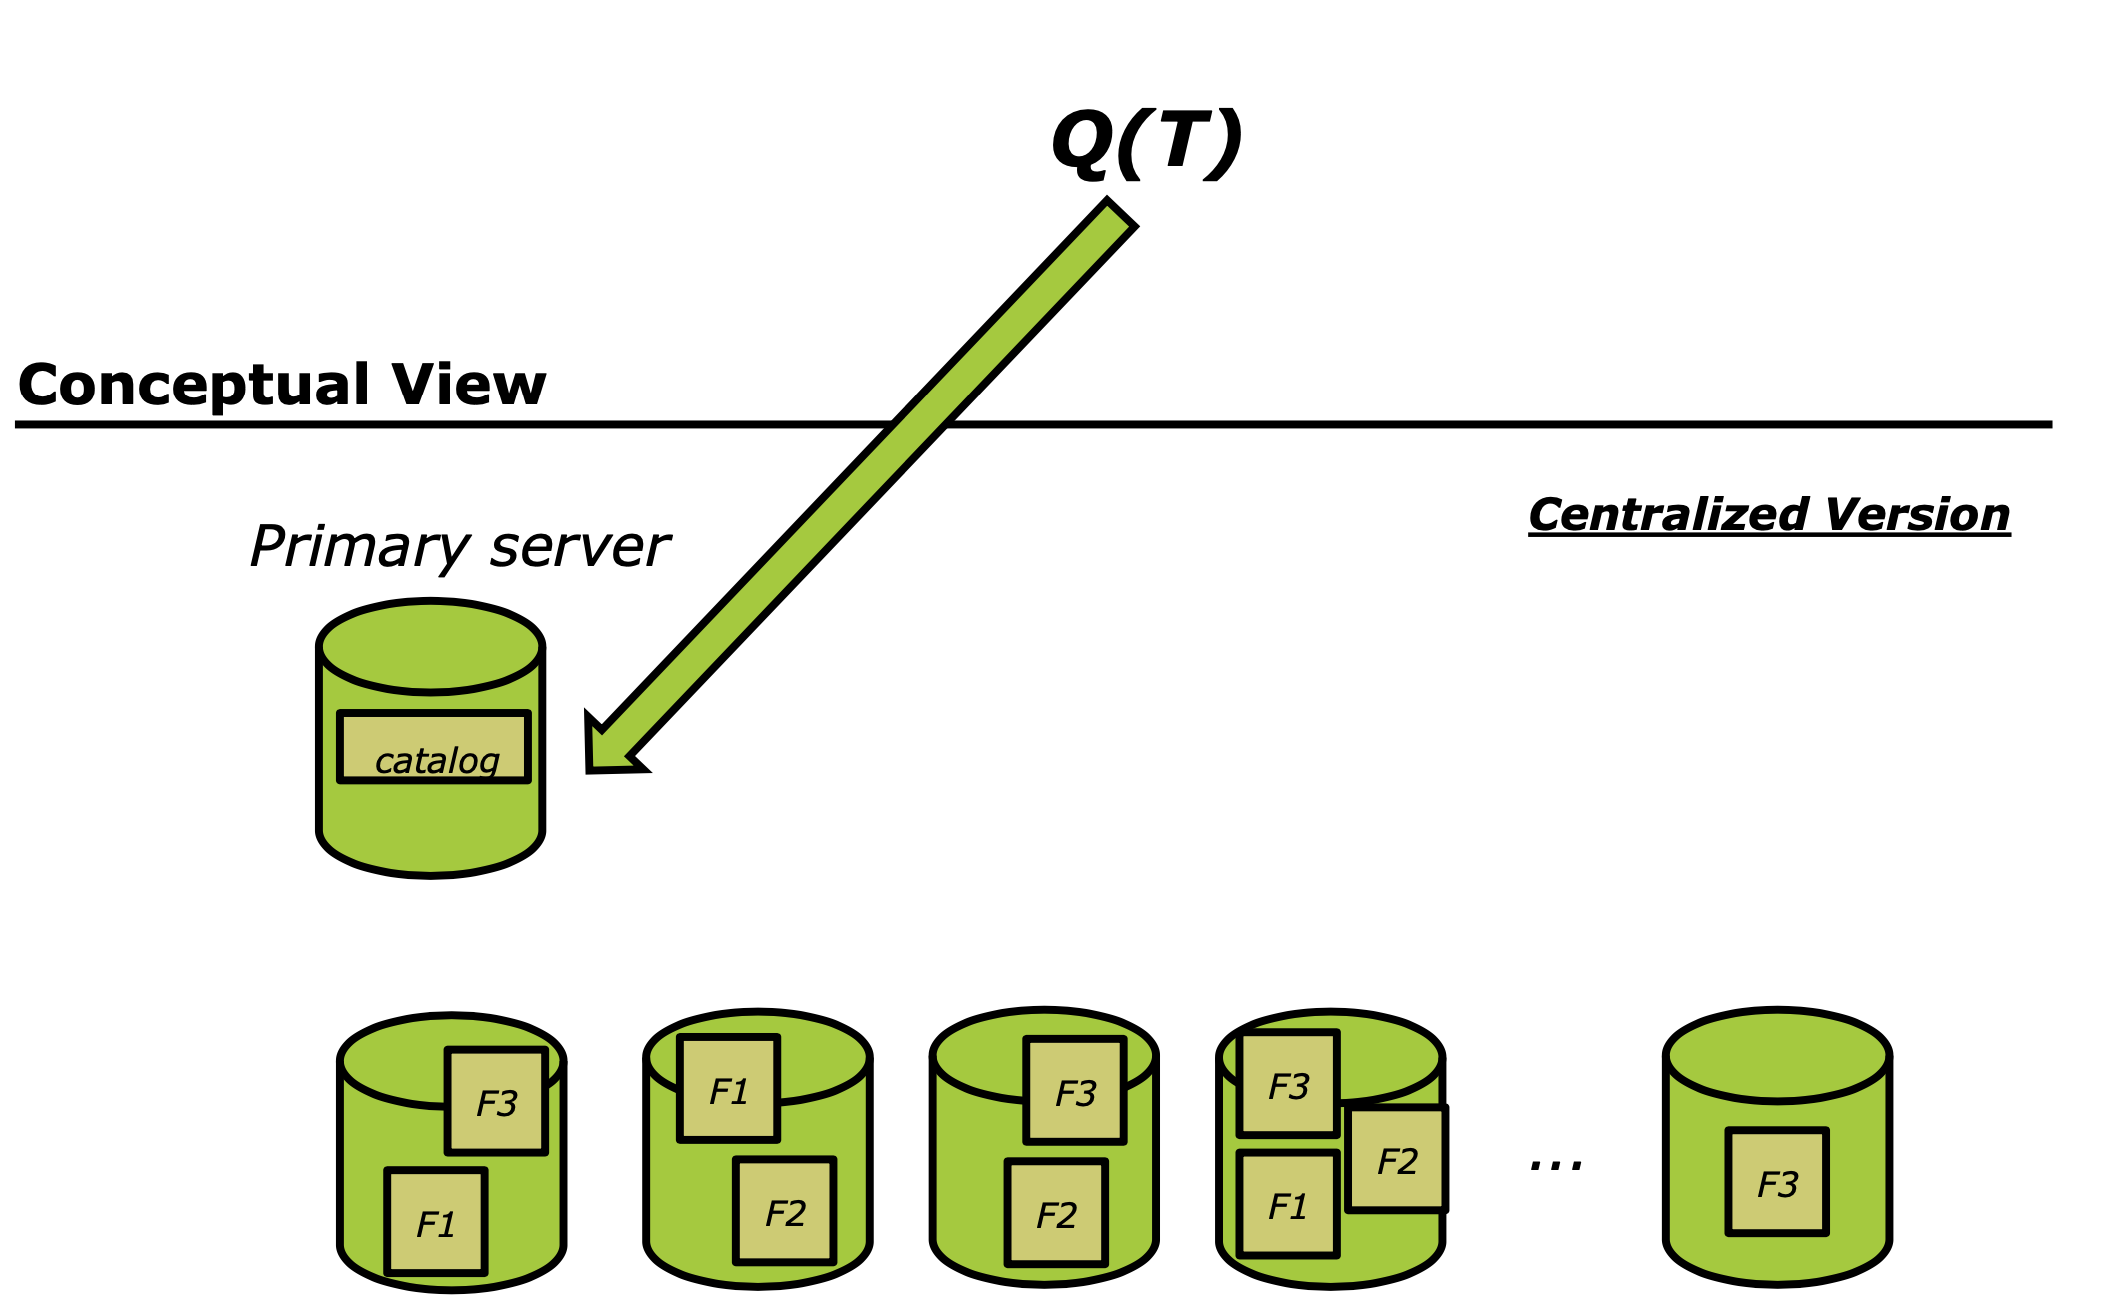 Q(T)
Conceptual View
Centralized Version
Primary server
catalog
F3
F1
F1
F2
F3
F2
F3
F2
F1
...
F3